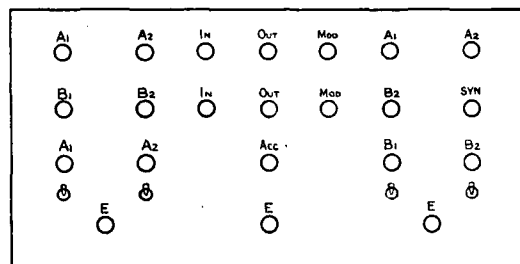 A1 A2 IN OUT MOD A1 A2
B1 B2 IN OUT MOD B2 SYN
A1 A2 ACC B1 B2
E E E